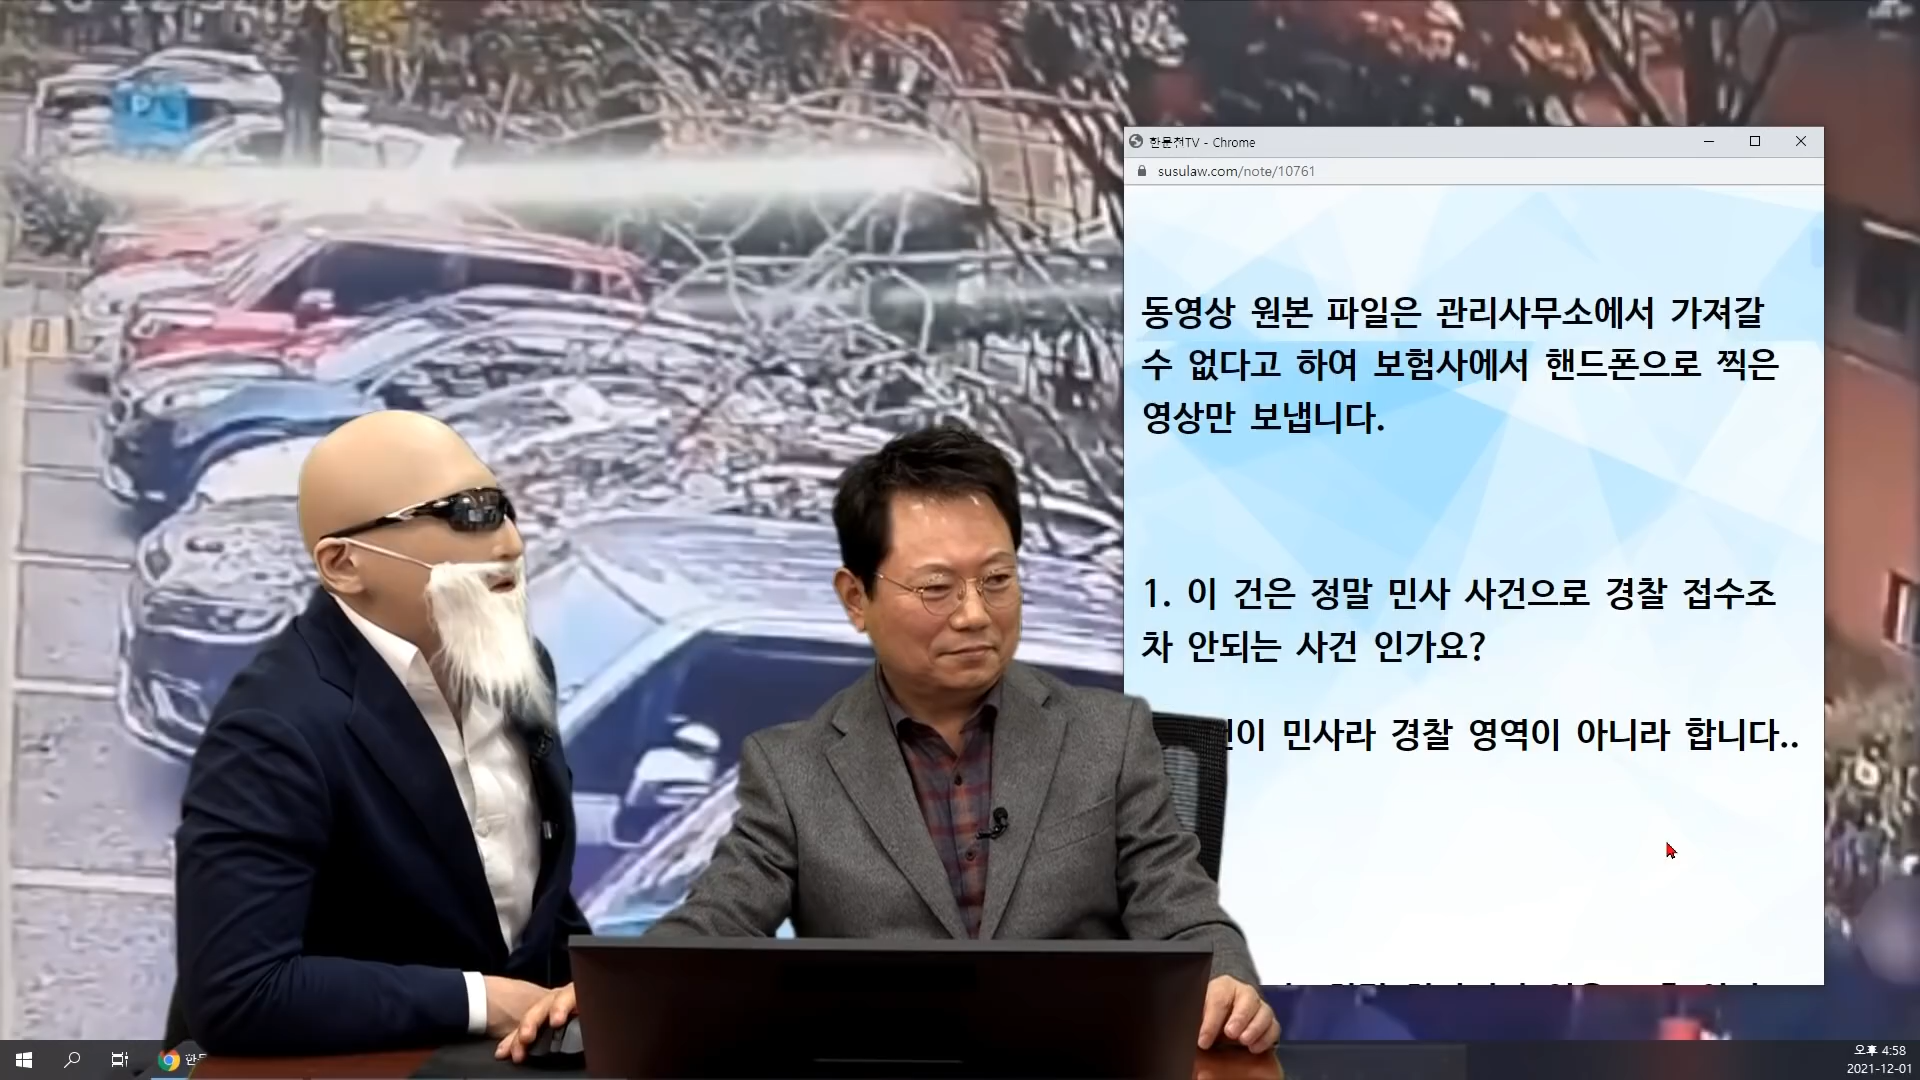 한문철TV - Chrome
susulaw.com/note/10761
동영상 원본 파일은 관리사무소에서 가져갈
수 없다고 하여 보험사에서 핸드폰으로 찍은
영상만 보냅니다.
1. 이 건은 정말 민사 사건으로 경찰 접수조
차 안되는 사건 인가요?
민사라 경찰 영역이 아니라 합니다..
오후 4:58
2021-12-01